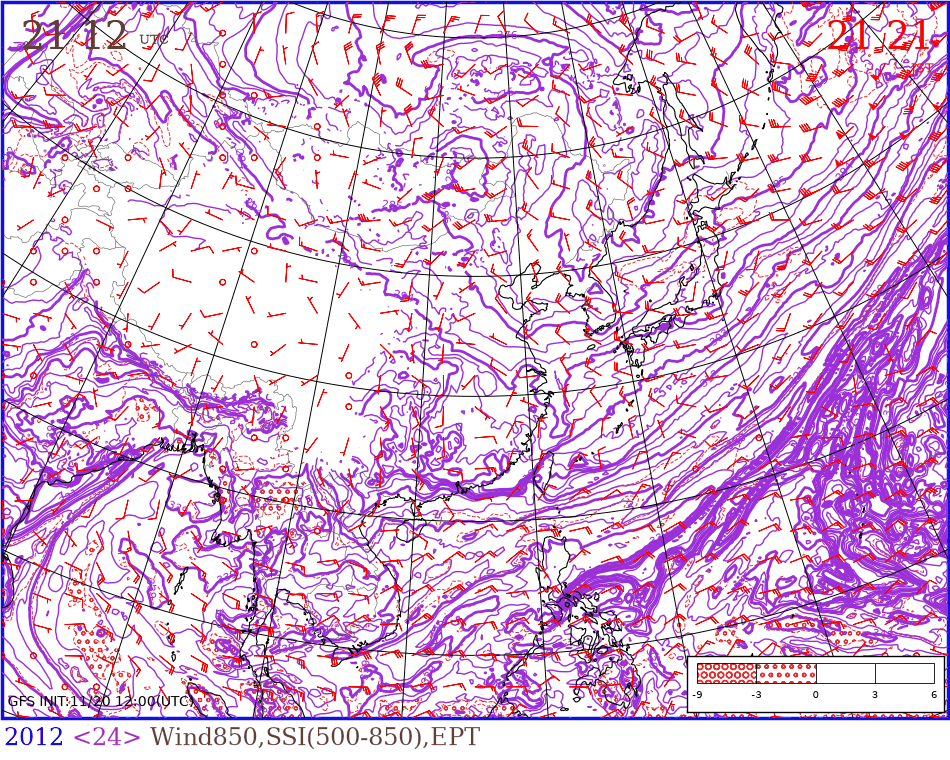 21 12 UTC
21 21
276
GFS INIT:11/20 12:00(UTC)
-9 -3 0 3 6
2012 <24> Wind850,SSI(500-850),EPT